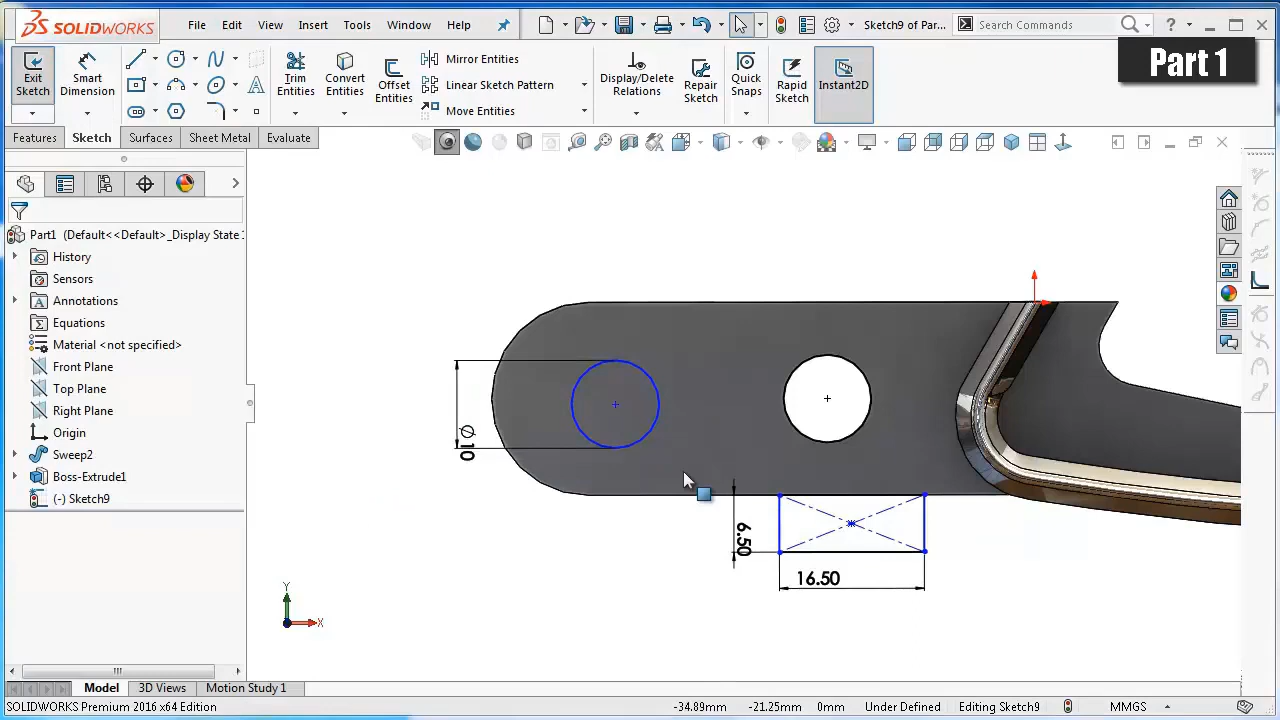 SOLIDWORKS
File Edit View Insert Tools Window Help
Sketch9 of Par...
Search Commands
?
Part 1
Exit Sketch
Smart Dimension
Trim Entities
Convert Entities
Offset Entities
Mirror Entities
Linear Sketch Pattern
Move Entities
Display/Delete Relations
Repair Sketch
Quick Snaps
Rapid Sketch
Instant2D
Features Sketch Surfaces Sheet Metal Evaluate
Part1 (Default<<Default>_Display State
History
Sensors
Annotations
Equations
Material <not specified>
Front Plane
Top Plane
Right Plane
Origin
Sweep2
Boss-Extrude1
(-) Sketch9
∅10
6.50
16.50
Y
X
Model 3D Views Motion Study 1
SOLIDWORKS Premium 2016 x64 Edition
-34.89mm -21.25mm 0mm Under Defined Editing Sketch9 MMGS